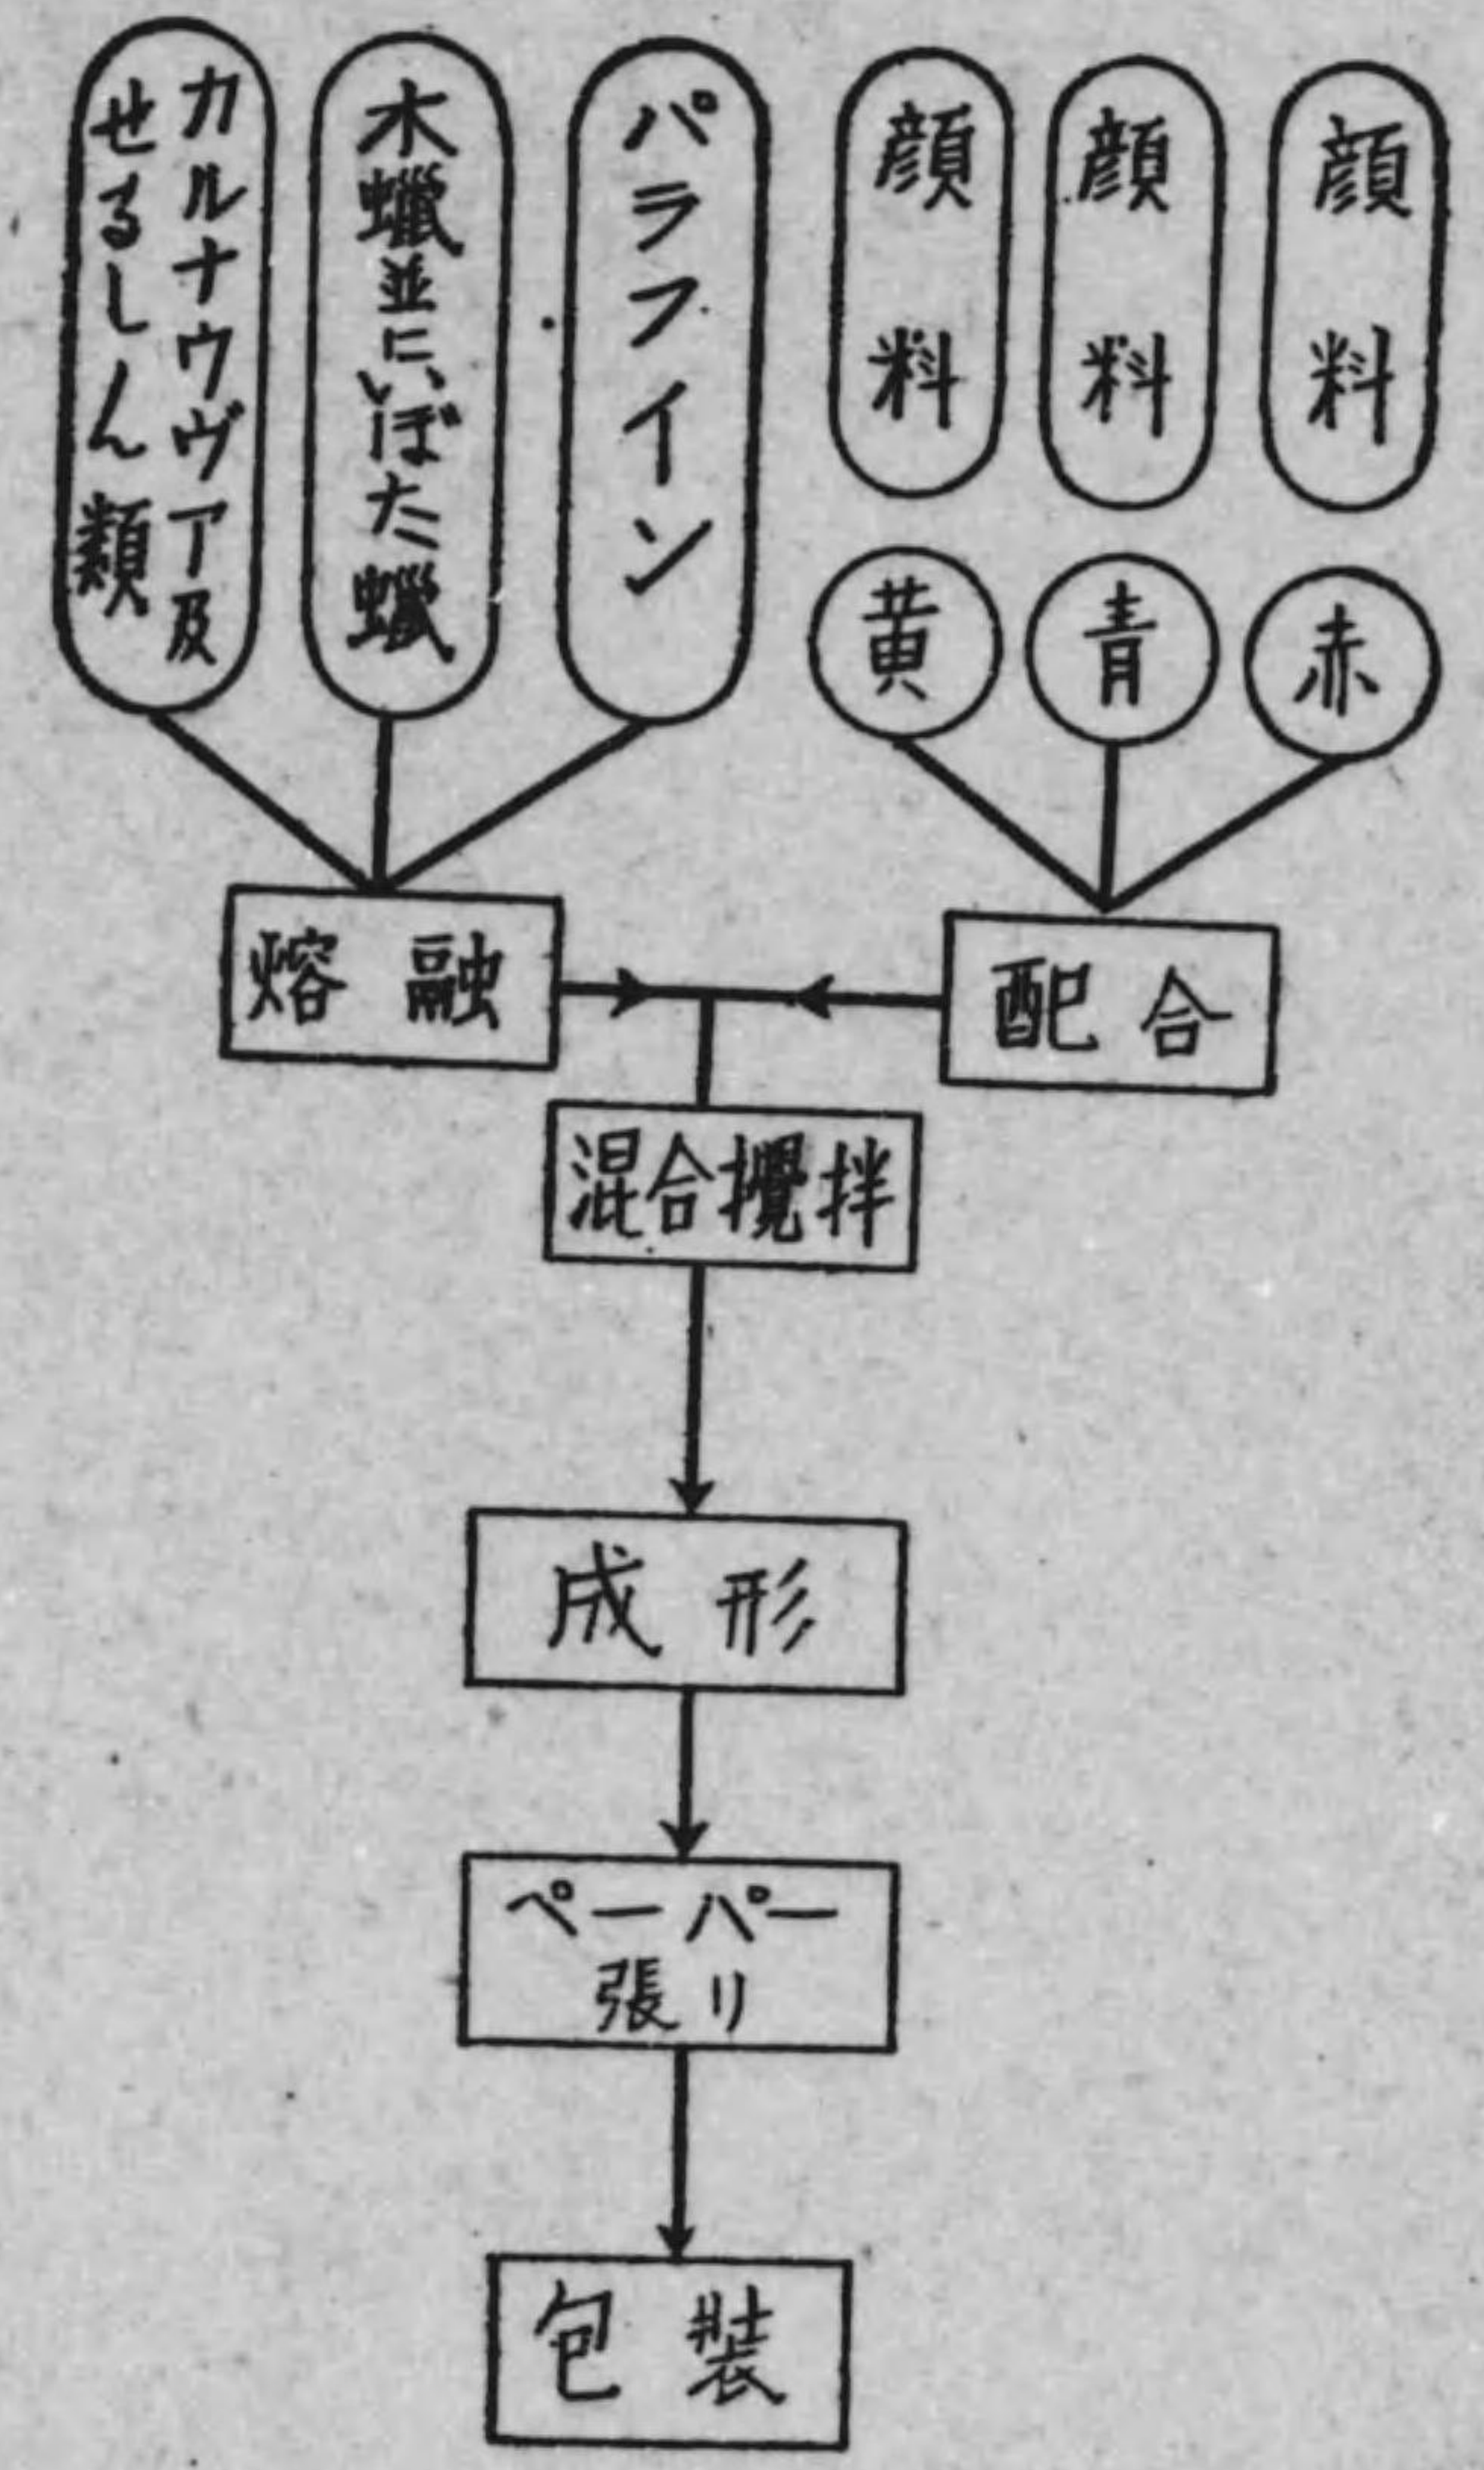 カルナウヴア及
せるしん類
木蠟並にいぼた蠟
パラフイン
顔料
顔料
顔料
黄
青
赤
熔融
配合
混合攪拌
成形
ペーパー
張り
包装